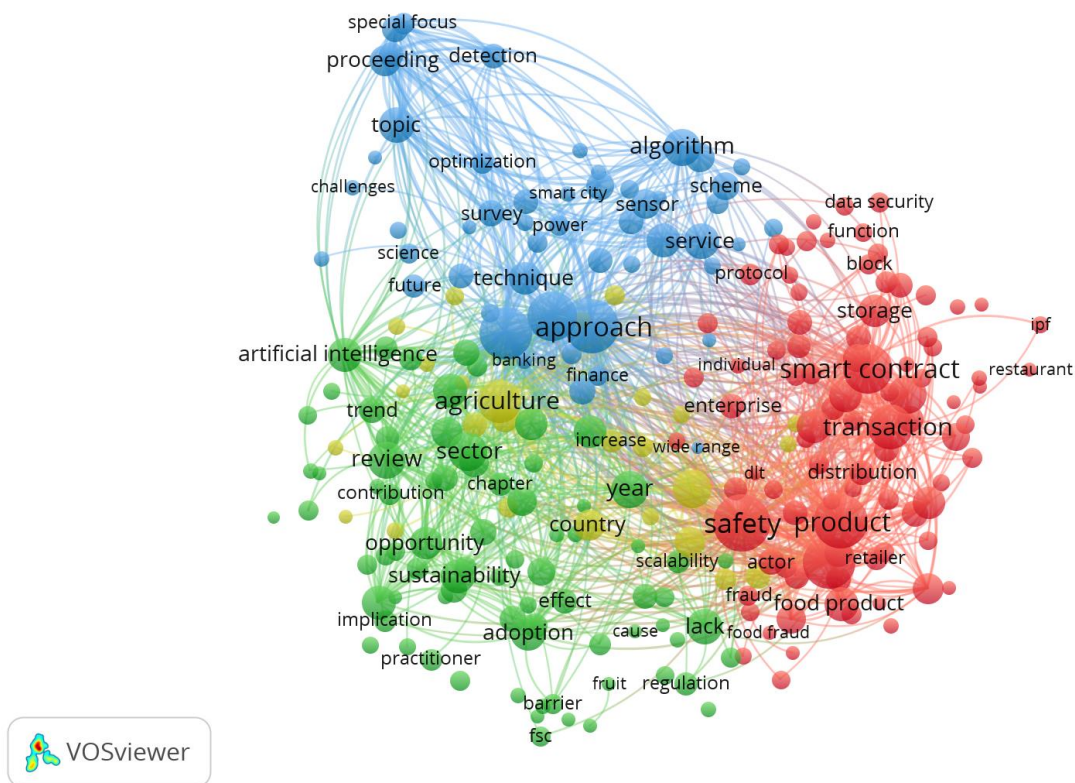 special focus
proceeding
detection
topic
algorithm
optimization
challenges
smart city
scheme
survey
sensor
data security
power
function
service
science
block
technique
protocol
future
storage
approach
ipf
artificial intelligence
banking
individual
smart contract
restaurant
finance
agriculture
enterprise
trend
transaction
increase
wide range
sector
review
distribution
chapter
dlt
contribution
year
country
safety
product
opportunity
scalability
actor
retailer
sustainability
fraud
effect
food product
implication
adoption
cause
lack
food fraud
practitioner
fruit
regulation
barrier
fsc
VOSviewer